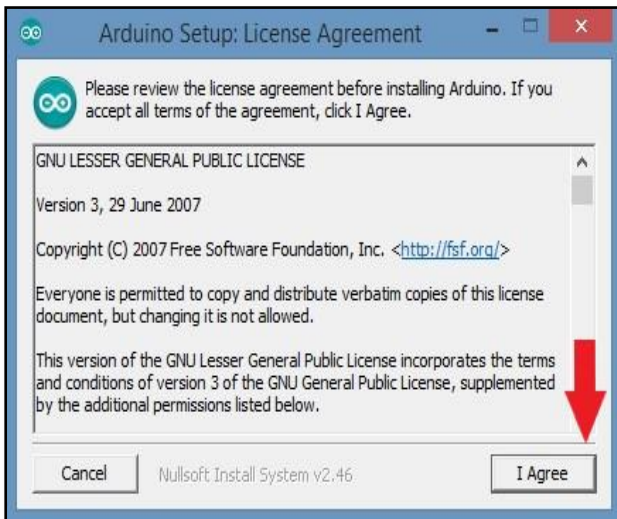 Arduino Setup: License Agreement
Please review the license agreement before installing Arduino. If you
accept all terms of the agreement, click I Agree.
GNU LESSER GENERAL PUBLIC LICENSE
Version 3, 29 June 2007
Copyright (C) 2007 Free Software Foundation, Inc. <http://fsf.org/>
Everyone is permitted to copy and distribute verbatim copies of this license
document, but changing it is not allowed.
This version of the GNU Lesser General Public License incorporates the terms
and conditions of version 3 of the GNU General Public License, supplemented
by the additional permissions listed below.
Cancel Nullsoft Install System v2.46 I Agree